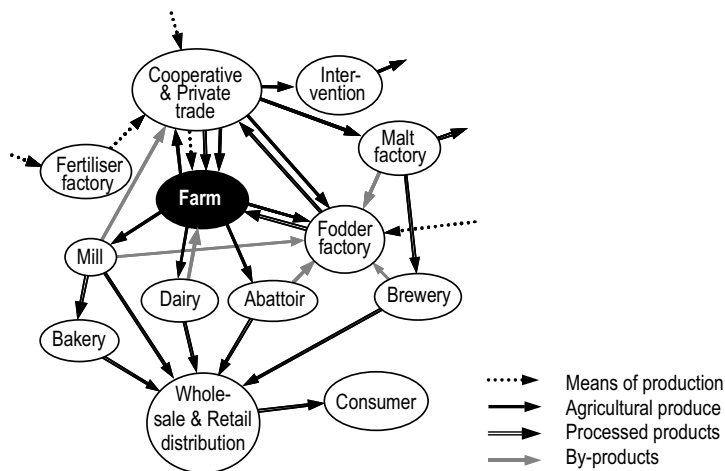 Cooperative
& Private
trade
Inter-
vention
Malt
factory
Fertiliser
factory
Farm
Fodder
factory
Mill
Dairy
Abattoir
Brewery
Bakery
Whole-
sale & Retail
distribution
Consumer
Means of production
Agricultural produce
Processed products
By-products